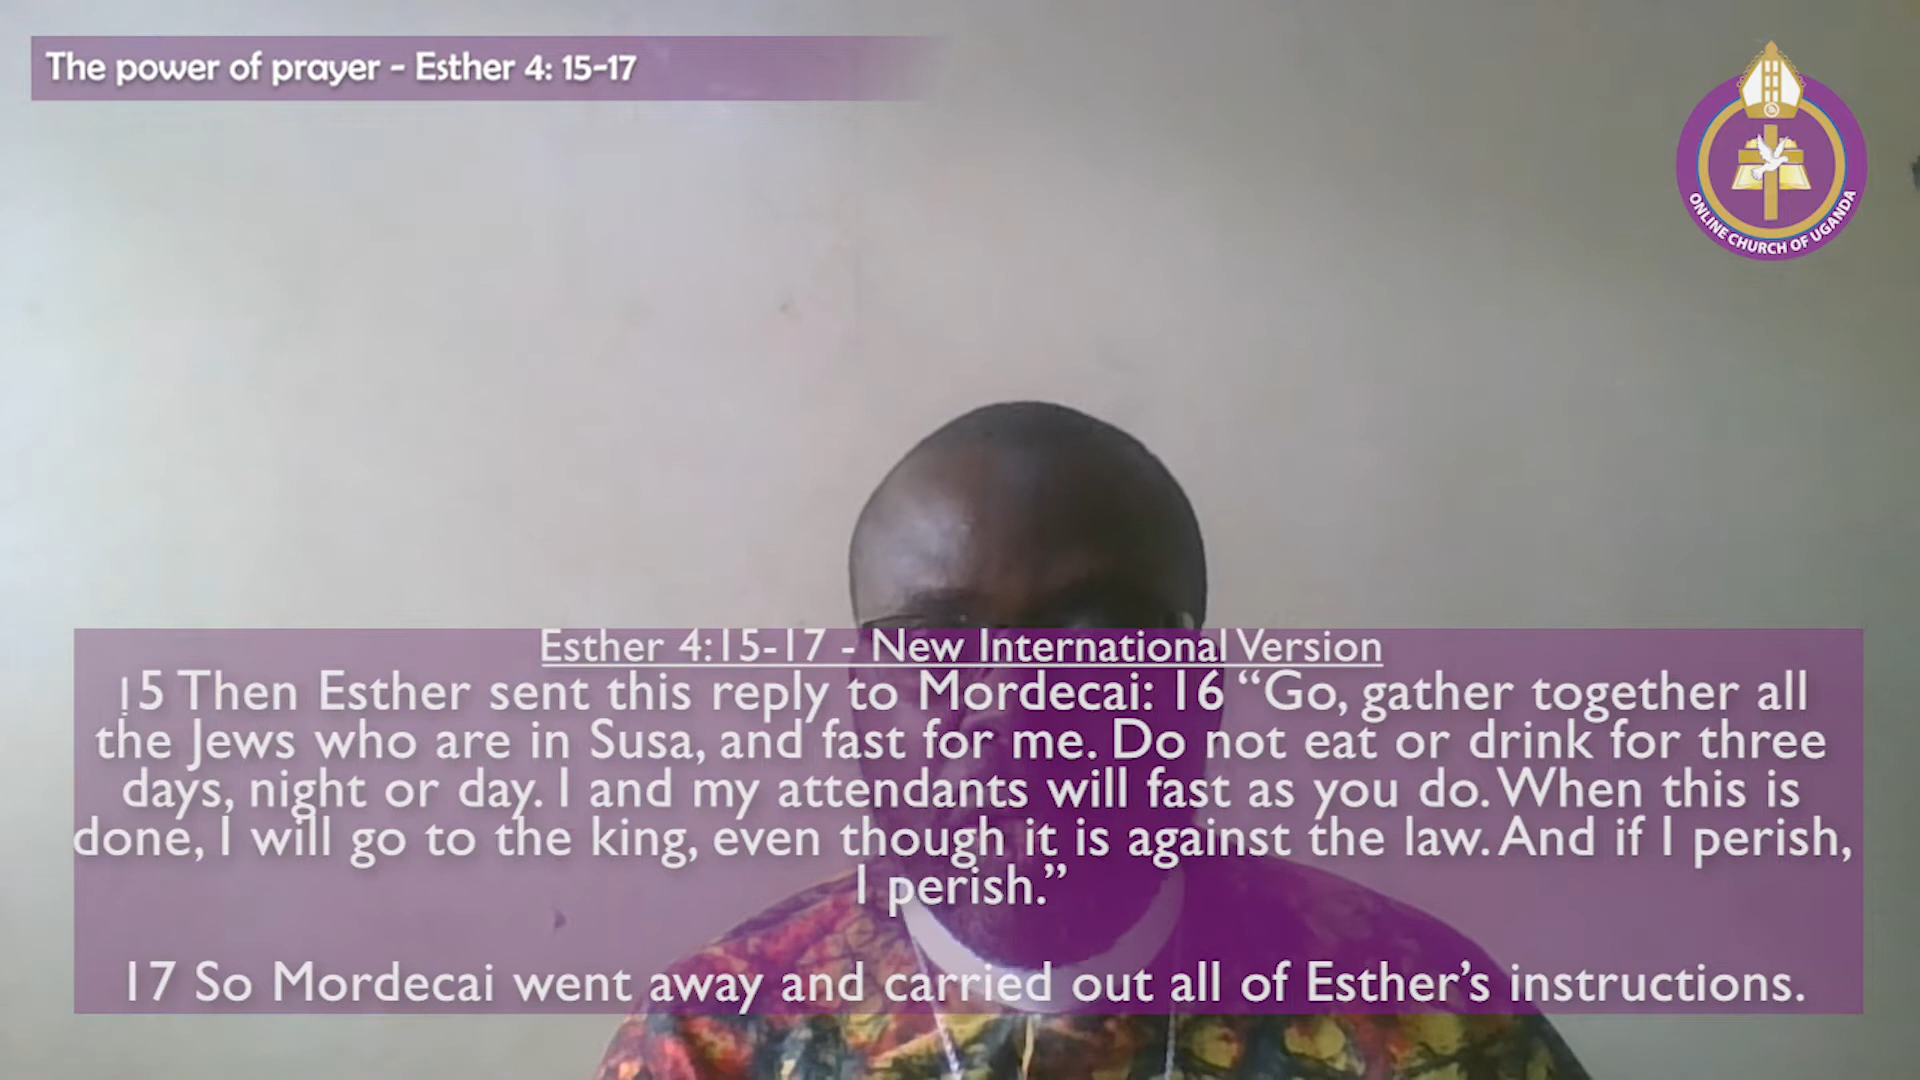 The power of prayer - Esther 4: 15-17
ONLINE CHURCH OF UGANDA
Esther 4:15-17 - New International Version
15 Then Esther sent this reply to Mordecai: 16 “Go, gather together all
the Jews who are in Susa, and fast for me. Do not eat or drink for three
days, night or day. I and my attendants will fast as you do. When this is
done, I will go to the king, even though it is against the law. And if I perish,
I perish.”
17 So Mordecai went away and carried out all of Esther’s instructions.